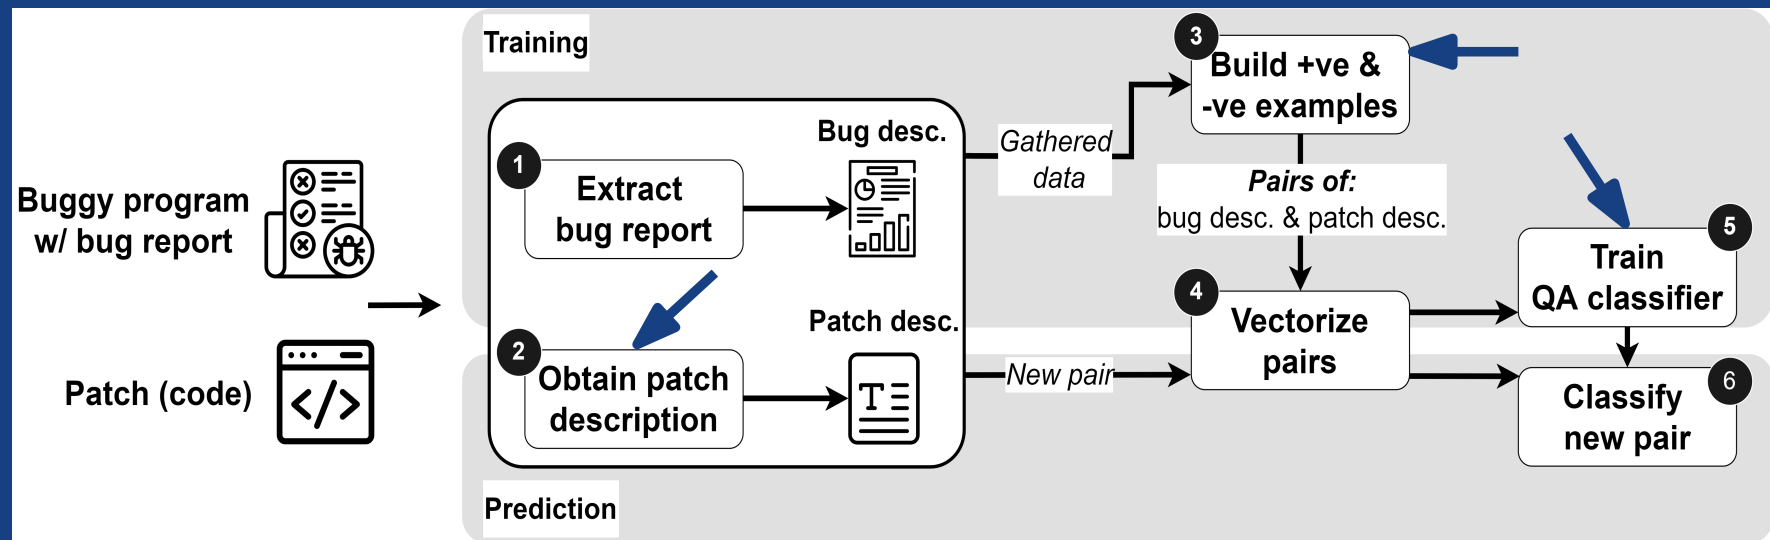 Training
Buggy program
w/ bug report
Patch (code)
1
Extract
bug report
Bug desc.
2
Obtain patch
description
Patch desc.
T
</>
Gathered
data
New pair
3
Build +ve &
-ve examples
Pairs of:
bug desc. & patch desc.
4
Vectorize
pairs
5
Train
QA classifier
6
Classify
new pair
Prediction